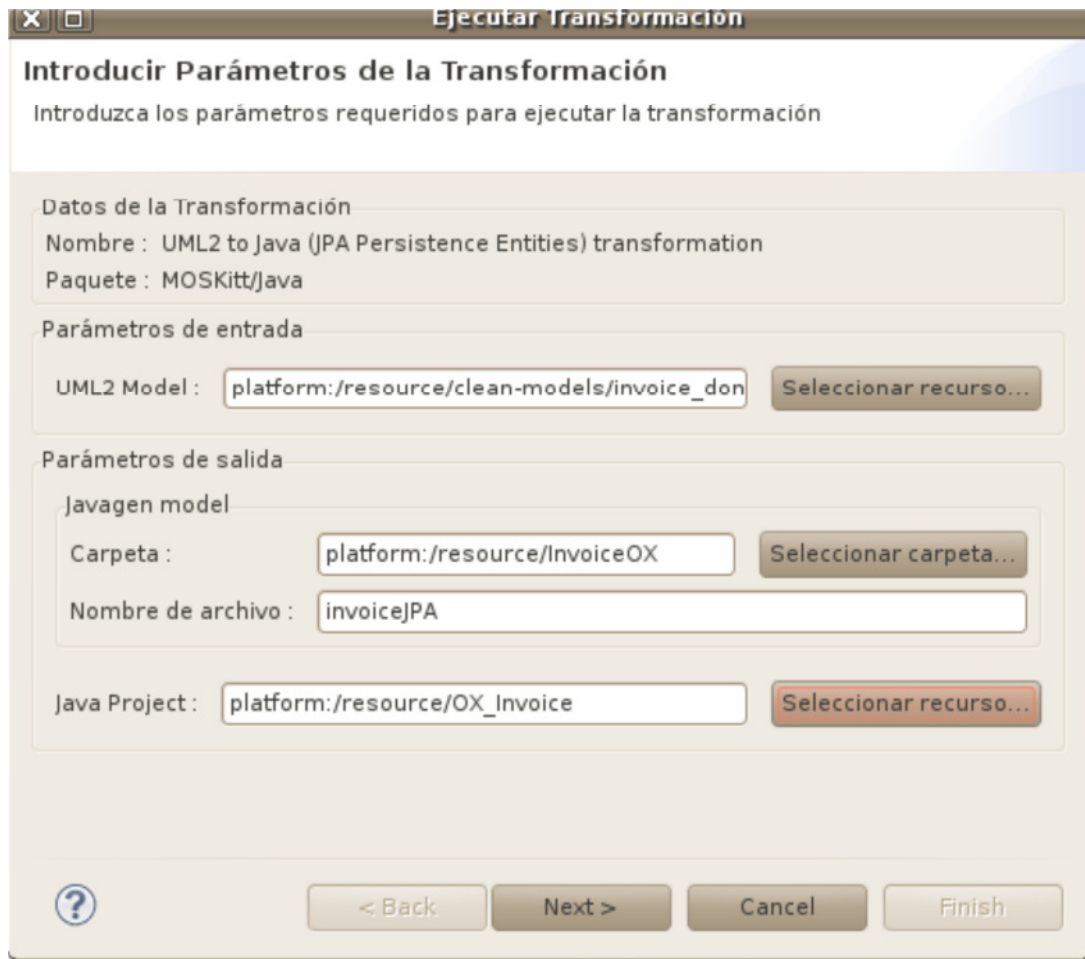 Ejecutar Transformación
Introducir Parámetros de la Transformación
Introduzca los parámetros requeridos para ejecutar la transformación
Datos de la Transformación
Nombre : UML2 to Java (JPA Persistence Entities) transformation
Paquete : MOSKitt/Java
Parámetros de entrada
UML2 Model : platform:/resource/clean-models/invoice_don Seleccionar recurso...
Parámetros de salida
Javagen model
Carpeta : platform:/resource/InvoiceOX Seleccionar carpeta...
Nombre de archivo : invoiceJPA
Java Project : platform:/resource/OX_Invoice Seleccionar recurso...
? < Back Next > Cancel Finish